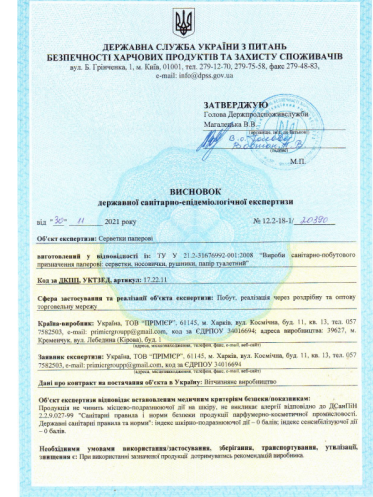 ДЕРЖАВНА СЛУЖБА УКРАЇНИ З ПИТАНЬ
БЕЗПЕЧНОСТІ ХАРЧОВИХ ПРОДУКТІВ ТА ЗАХИСТУ СПОЖИВАЧІВ
вул. Б. Грінченка, 1, м. Київ, 01001, тел. 279-12-70, 279-75-58, факс 279-48-83,
e-mail: info@dpss.gov.ua
ЗАТВЕРДЖУЮ
Голова Держпродспоживслужби
Магалецька В.В.
М.П.
ВИСНОВОК
державної санітарно-епідеміологічної експертизи
від "30" 11 2021 року № 12.2-18-1/ 20390
Об'єкт експертизи: Серветки паперові
виготовлений у відповідності із: ТУ У 21.2-31676992-001:2008 "Вироби санітарно-побутового
призначення паперові: серветки, носовички, рушники, папір туалетний"
Код за ДКПП, УКТЗЕД, артикул: 17.22.11
Сфера застосування та реалізації об'єкта експертизи: Побут, реалізація через роздрібну та оптову
торговельну мережу
Країна-виробник: Україна, ТОВ "ПРІМІЄР", 61145, м. Харків, вул. Космічна, буд. 11, кв. 13, тел. 057
7582503, e-mail: primiergroupp@gmail.com, код за ЄДРПОУ 34016694; адреса виробництва: 39627, м.
Кременчук, вул. Лебедина (Кірова), буд. 1
адреса, місцезнаходження, телефон, факс, e-mail, веб-сайт
Заявник експертизи: Україна, ТОВ "ПРІМІЄР", 61145, м. Харків, вул. Космічна, буд. 11, кв. 13, тел. 057
7582503, e-mail: primiergroupp@gmail.com, код за ЄДРПОУ 34016694
адреса, місцезнаходження, телефон, факс, e-mail, веб-сайт
Дані про контракт на постачання об'єкта в Україну: Вітчизняне виробництво
Об'єкт експертизи відповідає встановленим медичним критеріям безпеки/показникам:
Продукція не чинить місцево-подразнюючої дії на шкіру, не викликає алергії відповідно до ДСанПіН
2.2.9.027-99 "Санітарні правила і норми безпеки продукції парфумерно-косметичної промисловості.
Державні санітарні правила та норми": індекс шкірно-подразнюючої дії – 0 балів; індекс сенсибілізуючої дії
– 0 балів.
Необхідними умовами використання/застосування, зберігання, транспортування, утилізації,
знищення є: При використанні зазначеної продукції дотримуватись рекомендацій виробника.